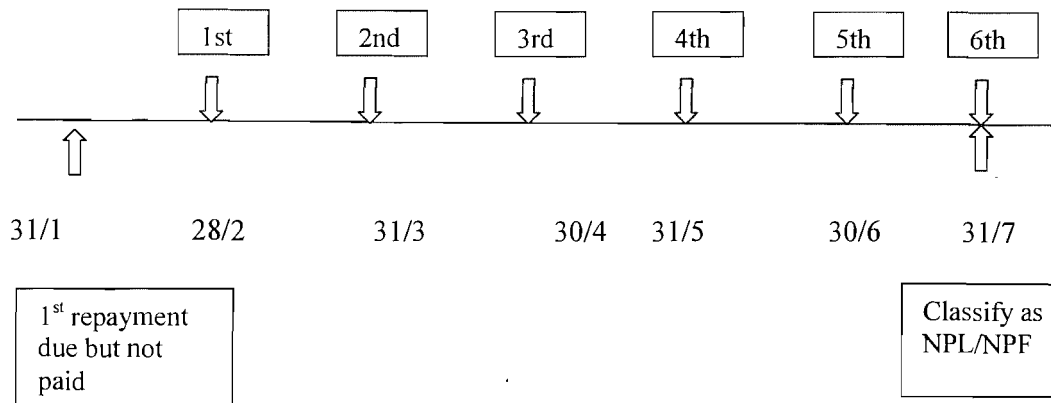 1st 2nd 3rd 4th 5th 6th
31/1 28/2 31/3 30/4 31/5 30/6 31/7
1st repayment
due but not
paid
Classify as
NPL/NPF